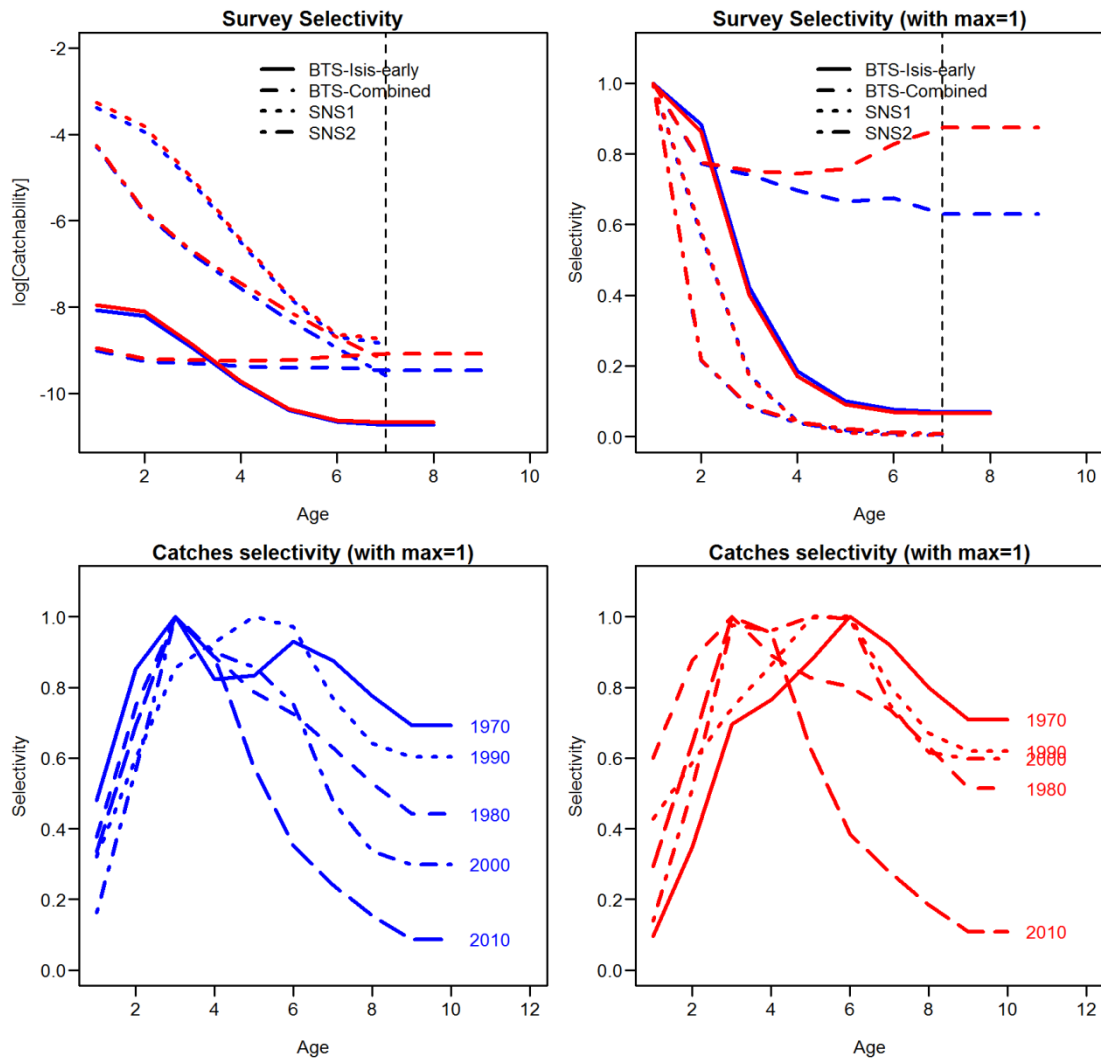 Survey Selectivity
log[Catchability]
-2
-4
-6
-8
-10
BTS-Isis-early
BTS-Combined
SNS1
SNS2
2
4
6
8
10
Age
Survey Selectivity (with max=1)
Selectivity
1.0
0.8
0.6
0.4
0.2
0.0
BTS-Isis-early
BTS-Combined
SNS1
SNS2
2
4
6
8
10
Age
Catches selectivity (with max=1)
Selectivity
1.0
0.8
0.6
0.4
0.2
0.0
1970
1990
1980
2000
2010
2
4
6
8
10
12
Age
Catches selectivity (with max=1)
Selectivity
1.0
0.8
0.6
0.4
0.2
0.0
1970
1990
2000
1980
2010
2
4
6
8
10
12
Age